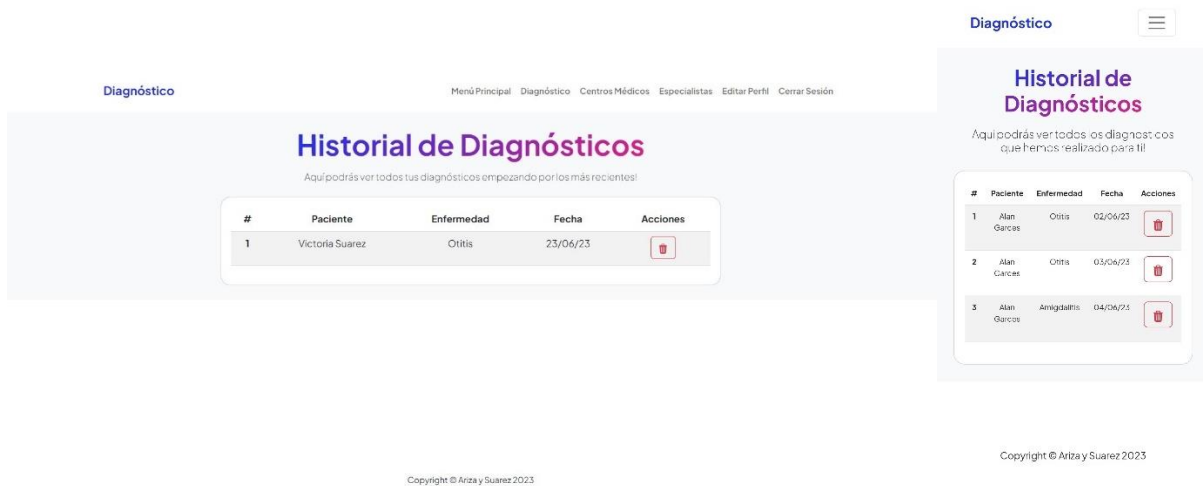 Diagnóstico
Menú Principal Diagnóstico Centros Médicos Especialistas Editar Perfil Cerrar Sesión
Historial de Diagnósticos
Aquí podrás ver todos tus diagnósticos empezando por los más recientes!
# Paciente Enfermedad Fecha Acciones
1 Victoria Suarez Otitis 23/06/23
Copyright © Ariza y Suarez 2023
Diagnóstico
Historial de
Diagnósticos
Aqui podrás ver todos los diagnosticos
que hemos realizado para ti!
# Paciente Enfermedad Fecha Acciones
1 Alan Otitis 02/06/23
Garces
2 Alan Otitis 03/06/23
Garces
3 Alan Amigdalitis 04/06/23
Garces
Copyright © Ariza y Suarez 2023